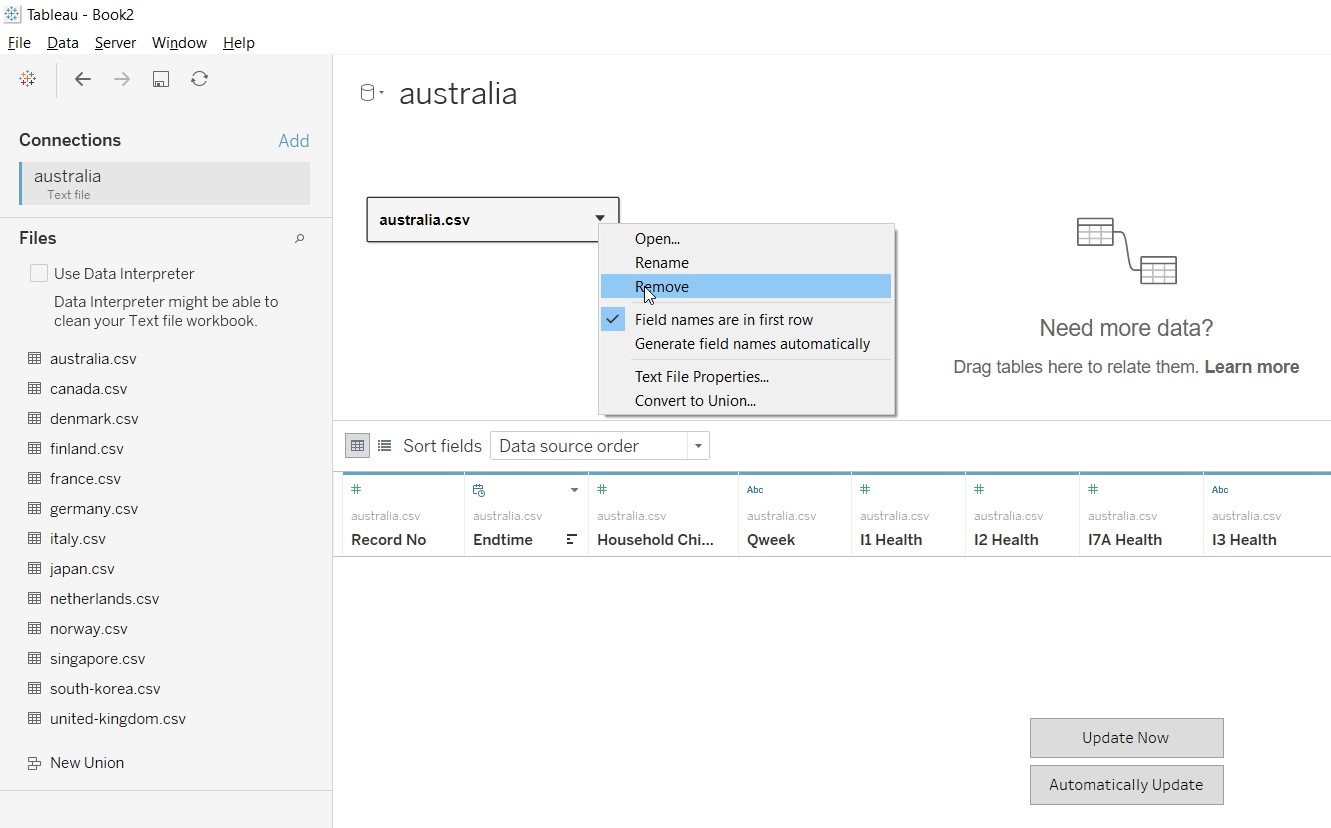 Tableau - Book2
File Data Server Window Help
australia
Connections Add
australia
Text file
Files
Use Data Interpreter
Data Interpreter might be able to
clean your Text file workbook.
australia.csv
canada.csv
denmark.csv
finland.csv
france.csv
germany.csv
italy.csv
japan.csv
netherlands.csv
norway.csv
singapore.csv
south-korea.csv
united-kingdom.csv
New Union
australia.csv
Open...
Rename
Remove
Field names are in first row
Generate field names automatically
Text File Properties...
Convert to Union...
Need more data?
Drag tables here to relate them. Learn more
Sort fields Data source order
# # Abc # # # Abc
australia.csv australia.csv australia.csv australia.csv australia.csv australia.csv australia.csv australia.csv
Record No Endtime Household Chi... Qweek I1 Health I2 Health I7A Health I3 Health
Update Now
Automatically Update